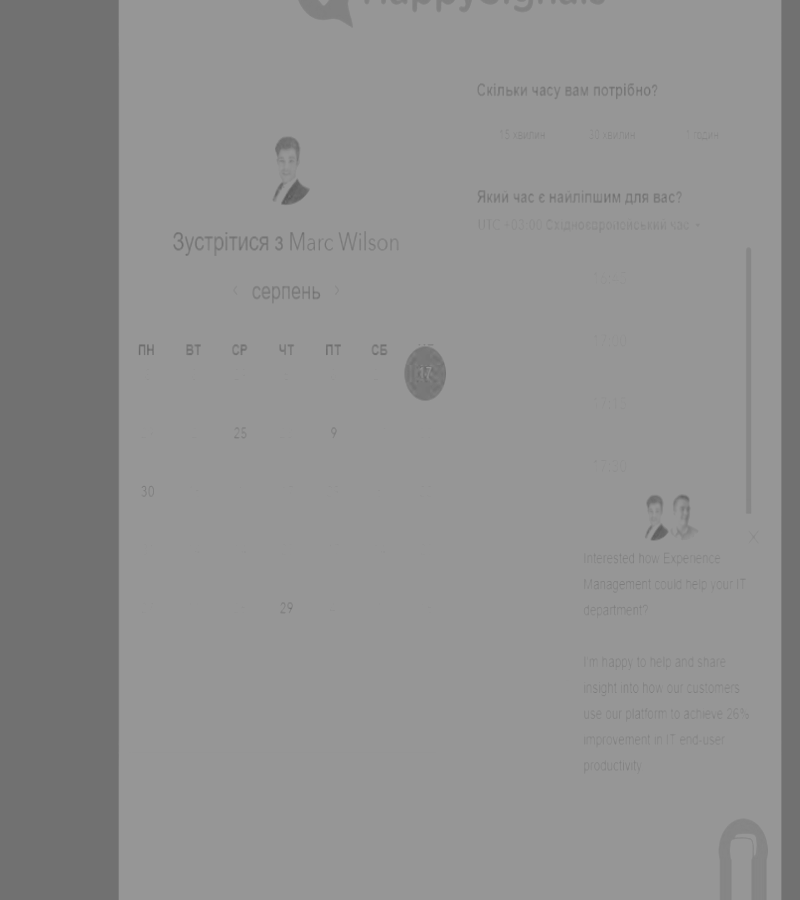 HappySignals
Зустрітися з Marc Wilson
серпень
ПН ВТ СР ЧТ ПТ СБ
17
25 9
30
29
Скільки часу вам потрібно?
15 хвилин 30 хвилин 1 годин
Який час є найліпшим для вас?
UTC +03:00 Східноєвропейський час
Interested how Experience
Management could help your IT
department?
I'm happy to help and share
insight into how our customers
use our platform to achieve 26%
improvement in IT end-user
productivity